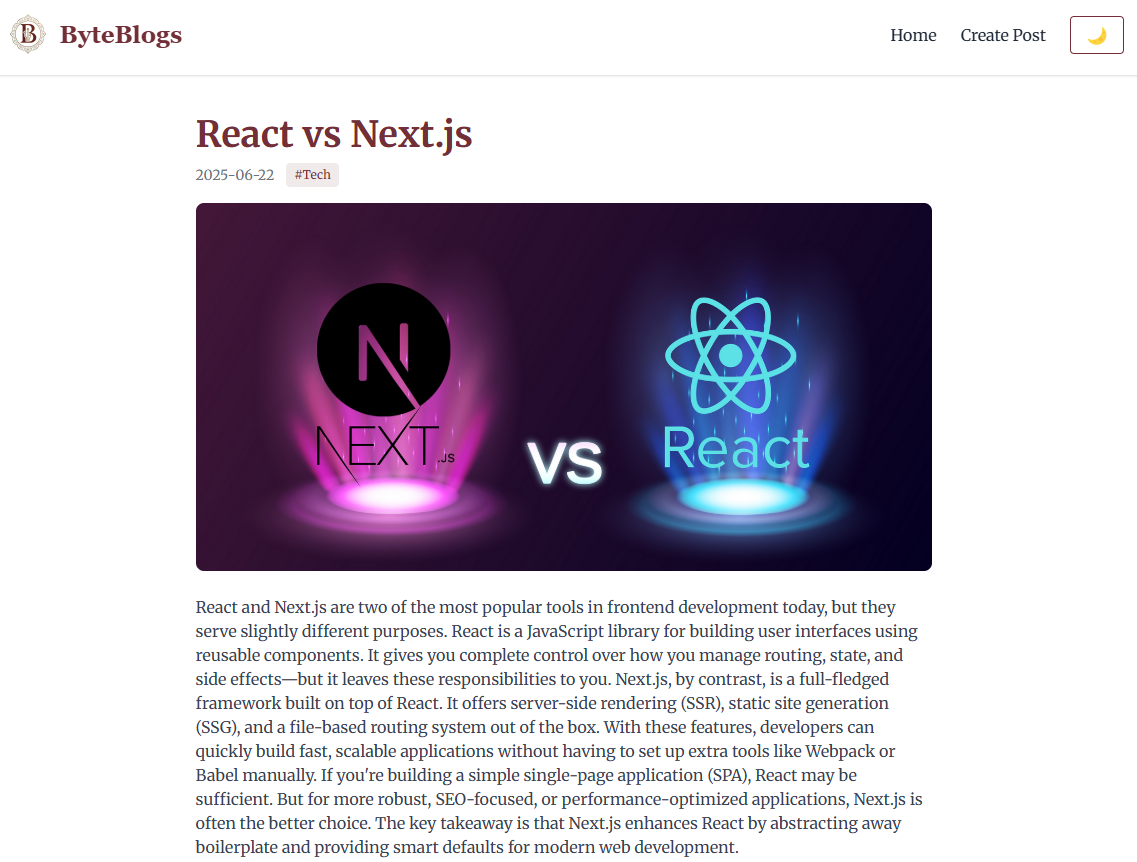 B ByteBlogs
Home Create Post
React vs Next.js
2025-06-22 #Tech
N
NEXT.JS
VS
React
React and Next.js are two of the most popular tools in frontend development today, but they
serve slightly different purposes. React is a JavaScript library for building user interfaces using
reusable components. It gives you complete control over how you manage routing, state, and
side effects—but it leaves these responsibilities to you. Next.js, by contrast, is a full-fledged
framework built on top of React. It offers server-side rendering (SSR), static site generation
(SSG), and a file-based routing system out of the box. With these features, developers can
quickly build fast, scalable applications without having to set up extra tools like Webpack or
Babel manually. If you're building a simple single-page application (SPA), React may be
sufficient. But for more robust, SEO-focused, or performance-optimized applications, Next.js is
often the better choice. The key takeaway is that Next.js enhances React by abstracting away
boilerplate and providing smart defaults for modern web development.